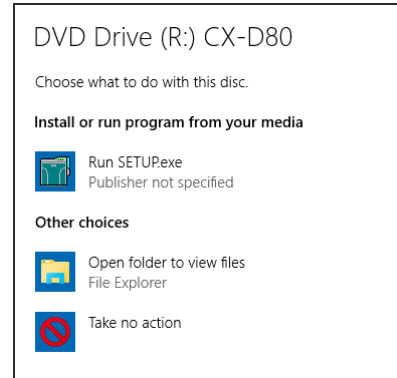 DVD Drive (R:) CX-D80
Choose what to do with this disc.
Install or run program from your media
Run SETUP.exe
Publisher not specified
Other choices
Open folder to view files
File Explorer
Take no action